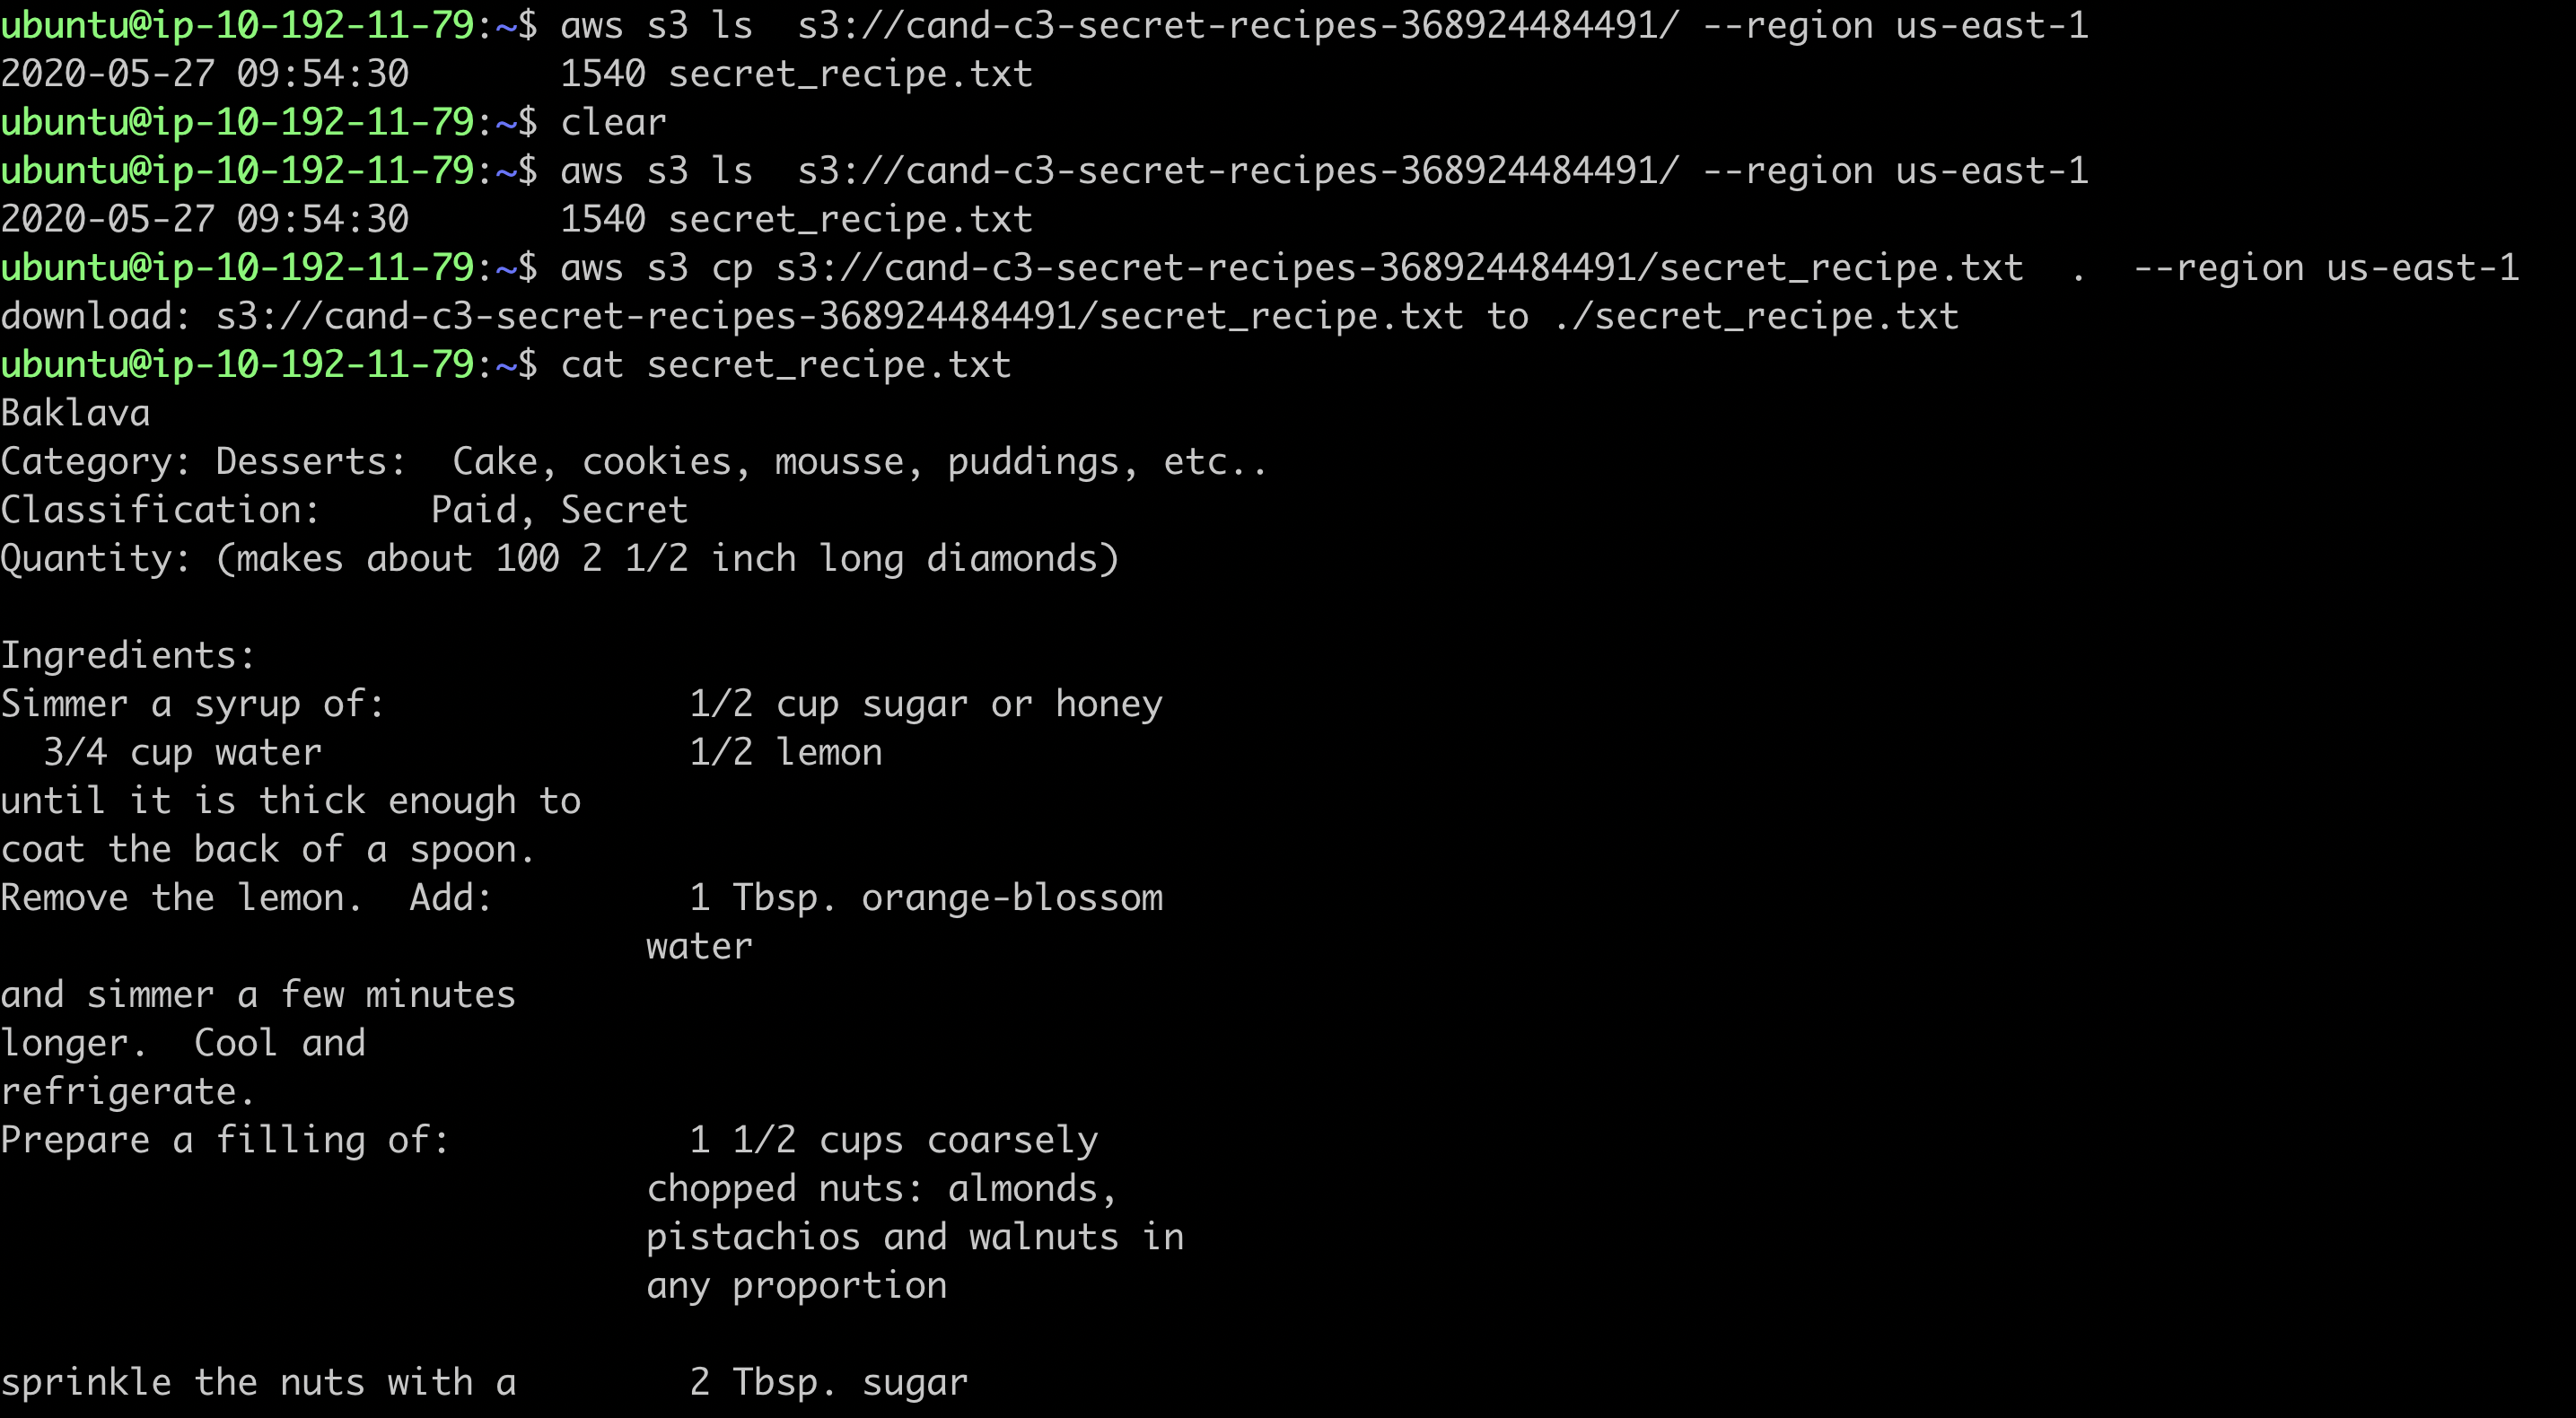 ubuntu@ip-10-192-11-79:~$ aws s3 ls  s3://cand-c3-secret-recipes-368924484491/ --region us-east-1
2020-05-27 09:54:30       1540 secret_recipe.txt
ubuntu@ip-10-192-11-79:~$ clear
ubuntu@ip-10-192-11-79:~$ aws s3 ls  s3://cand-c3-secret-recipes-368924484491/ --region us-east-1
2020-05-27 09:54:30       1540 secret_recipe.txt
ubuntu@ip-10-192-11-79:~$ aws s3 cp s3://cand-c3-secret-recipes-368924484491/secret_recipe.txt  .  --region us-east-1
download: s3://cand-c3-secret-recipes-368924484491/secret_recipe.txt to ./secret_recipe.txt
ubuntu@ip-10-192-11-79:~$ cat secret_recipe.txt
Baklava
Category: Desserts:  Cake, cookies, mousse, puddings, etc..
Classification:     Paid, Secret
Quantity: (makes about 100 2 1/2 inch long diamonds)

Ingredients:
Simmer a syrup of:              1/2 cup sugar or honey
  3/4 cup water                 1/2 lemon
until it is thick enough to
coat the back of a spoon.
Remove the lemon.  Add:         1 Tbsp. orange-blossom
                              water
and simmer a few minutes
longer.  Cool and
refrigerate.
Prepare a filling of:           1 1/2 cups coarsely
                              chopped nuts: almonds,
                              pistachios and walnuts in
                              any proportion

sprinkle the nuts with a        2 Tbsp. sugar